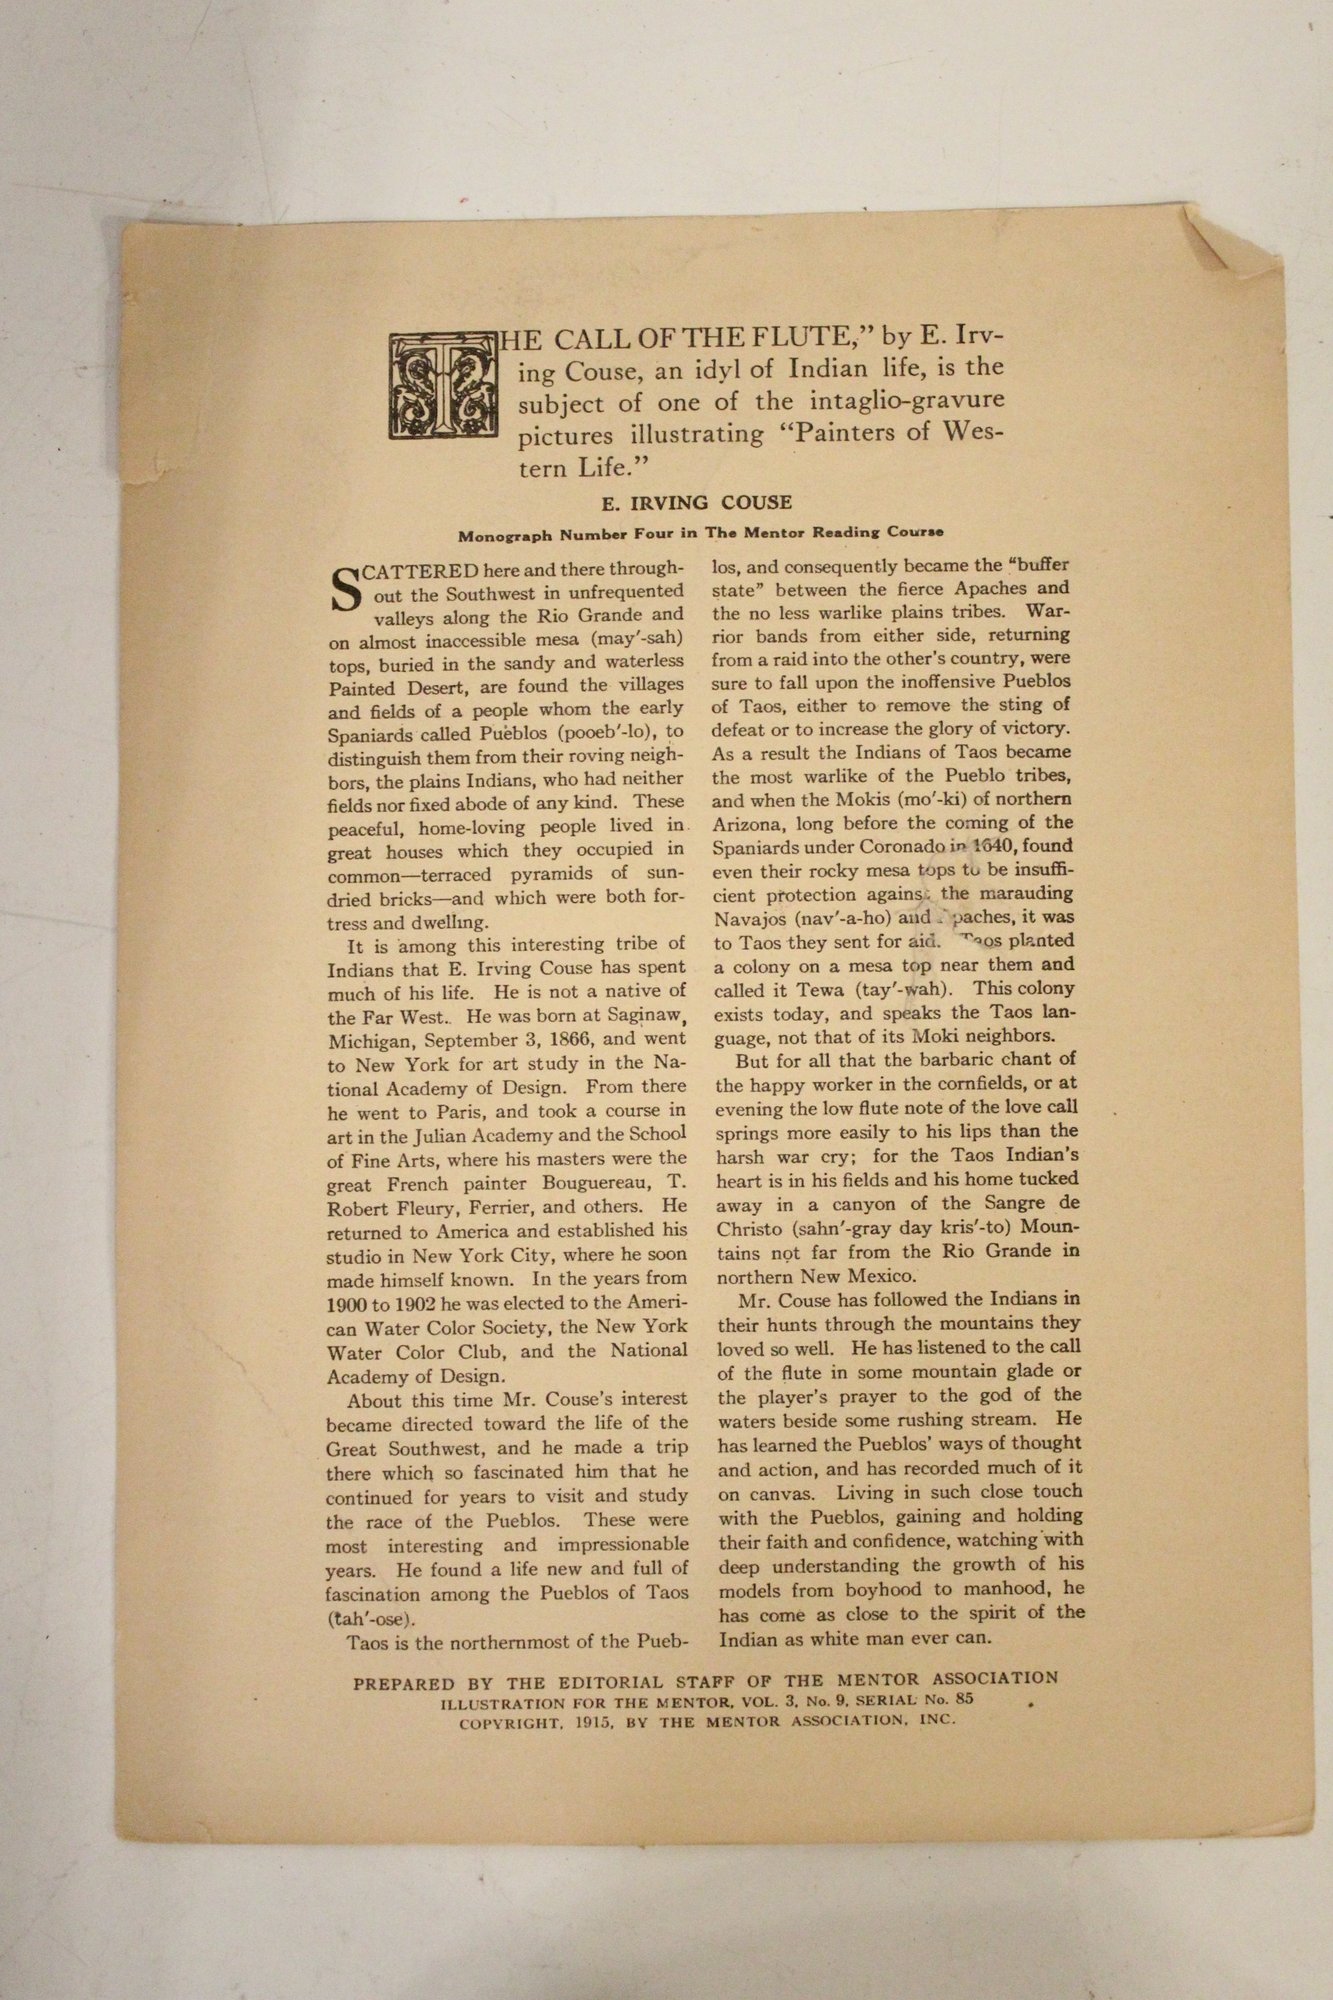 THE CALL OF THE FLUTE,” by E. Irv-
ing Couse, an idyl of Indian life, is the
subject of one of the intaglio-gravure
pictures illustrating “Painters of Wes-
tern Life.”
E. IRVING COUSE
Monograph Number Four in The Mentor Reading Course
SCATTERED here and there through-
out the Southwest in unfrequented
valleys along the Rio Grande and
on almost inaccessible mesa (may′-sah)
tops, buried in the sandy and waterless
Painted Desert, are found the villages
and fields of a people whom the early
Spaniards called Pueblos (pooeb′-lo), to
distinguish them from their roving neigh-
bors, the plains Indians, who had neither
fields nor fixed abode of any kind. These
peaceful, home-loving people lived in
great houses which they occupied in
common—terraced pyramids of sun-
dried bricks—and which were both for-
tress and dwelling.
It is among this interesting tribe of
Indians that E. Irving Couse has spent
much of his life. He is not a native of
the Far West. He was born at Saginaw,
Michigan, September 3, 1866, and went
to New York for art study in the Na-
tional Academy of Design. From there
he went to Paris, and took a course in
art in the Julian Academy and the School
of Fine Arts, where his masters were the
great French painter Bouguereau, T.
Robert Fleury, Ferrier, and others. He
returned to America and established his
studio in New York City, where he soon
made himself known. In the years from
1900 to 1902 he was elected to the Ameri-
can Water Color Society, the New York
Water Color Club, and the National
Academy of Design.
About this time Mr. Couse’s interest
became directed toward the life of the
Great Southwest, and he made a trip
there which so fascinated him that he
continued for years to visit and study
the race of the Pueblos. These were
most interesting and impressionable
years. He found a life new and full of
fascination among the Pueblos of Taos
(tah′-ose).
Taos is the northernmost of the Pueb-
los, and consequently became the “buffer
state” between the fierce Apaches and
the no less warlike plains tribes. War-
rior bands from either side, returning
from a raid into the other’s country, were
sure to fall upon the inoffensive Pueblos
of Taos, either to remove the sting of
defeat or to increase the glory of victory.
As a result the Indians of Taos became
the most warlike of the Pueblo tribes,
and when the Mokis (mo′-ki) of northern
Arizona, long before the coming of the
Spaniards under Coronado in 1640, found
even their rocky mesa tops to be insuffi-
cient protection against the marauding
Navajos (nav′-a-ho) and Apaches, it was
to Taos they sent for aid. Taos planted
a colony on a mesa top near them and
called it Tewa (tay′-wah). This colony
exists today, and speaks the Taos lan-
guage, not that of its Moki neighbors.
But for all that the barbaric chant of
the happy worker in the cornfields, or at
evening the low flute note of the love call
springs more easily to his lips than the
harsh war cry; for the Taos Indian’s
heart is in his fields and his home tucked
away in a canyon of the Sangre de
Christo (sahn′-gray day kris′-to) Moun-
tains not far from the Rio Grande in
northern New Mexico.
Mr. Couse has followed the Indians in
their hunts through the mountains they
loved so well. He has listened to the call
of the flute in some mountain glade or
the player’s prayer to the god of the
waters beside some rushing stream. He
has learned the Pueblos’ ways of thought
and action, and has recorded much of it
on canvas. Living in such close touch
with the Pueblos, gaining and holding
their faith and confidence, watching with
deep understanding the growth of his
models from boyhood to manhood, he
has come as close to the spirit of the
Indian as white man ever can.
PREPARED BY THE EDITORIAL STAFF OF THE MENTOR ASSOCIATION
ILLUSTRATION FOR THE MENTOR, VOL. 3, No. 9, SERIAL No. 85
COPYRIGHT, 1915, BY THE MENTOR ASSOCIATION, INC.